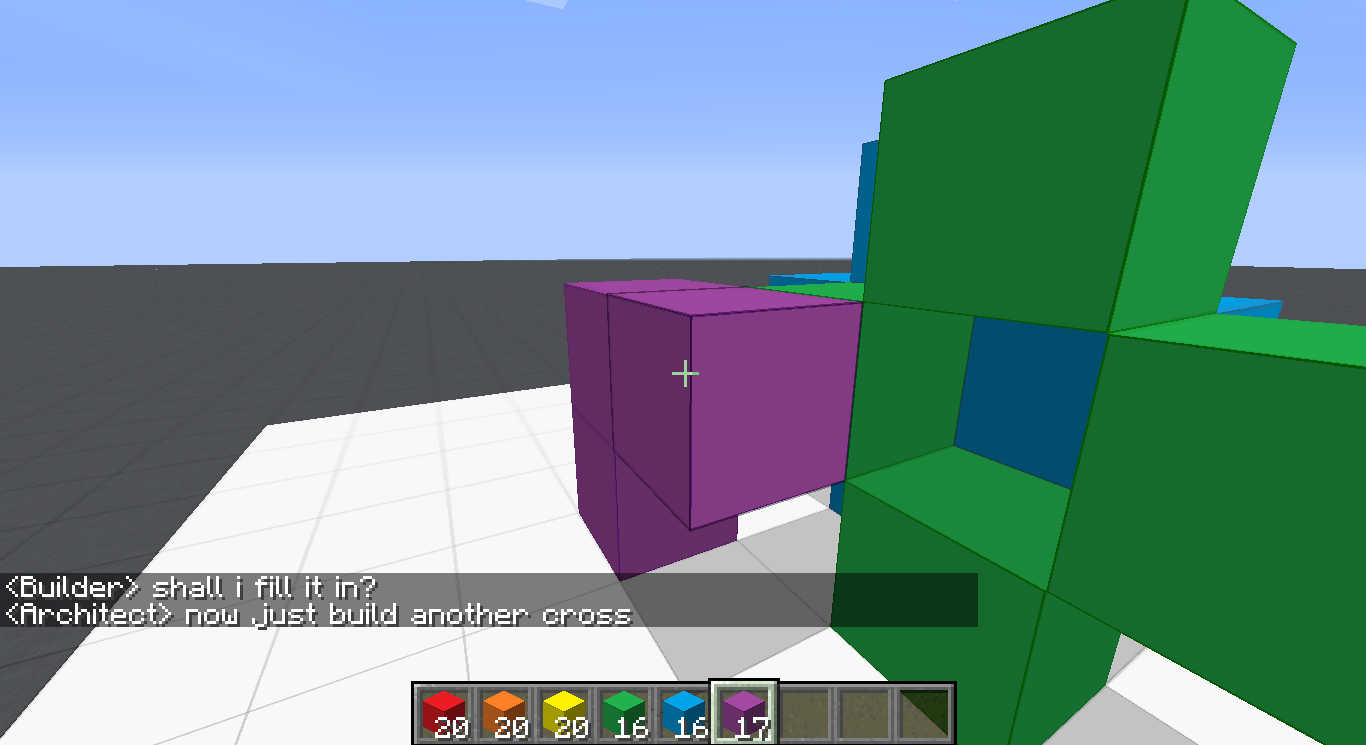 <Builder> shall i fill it in?
<Architect> now just build another cross
20 20 20 16 16 17